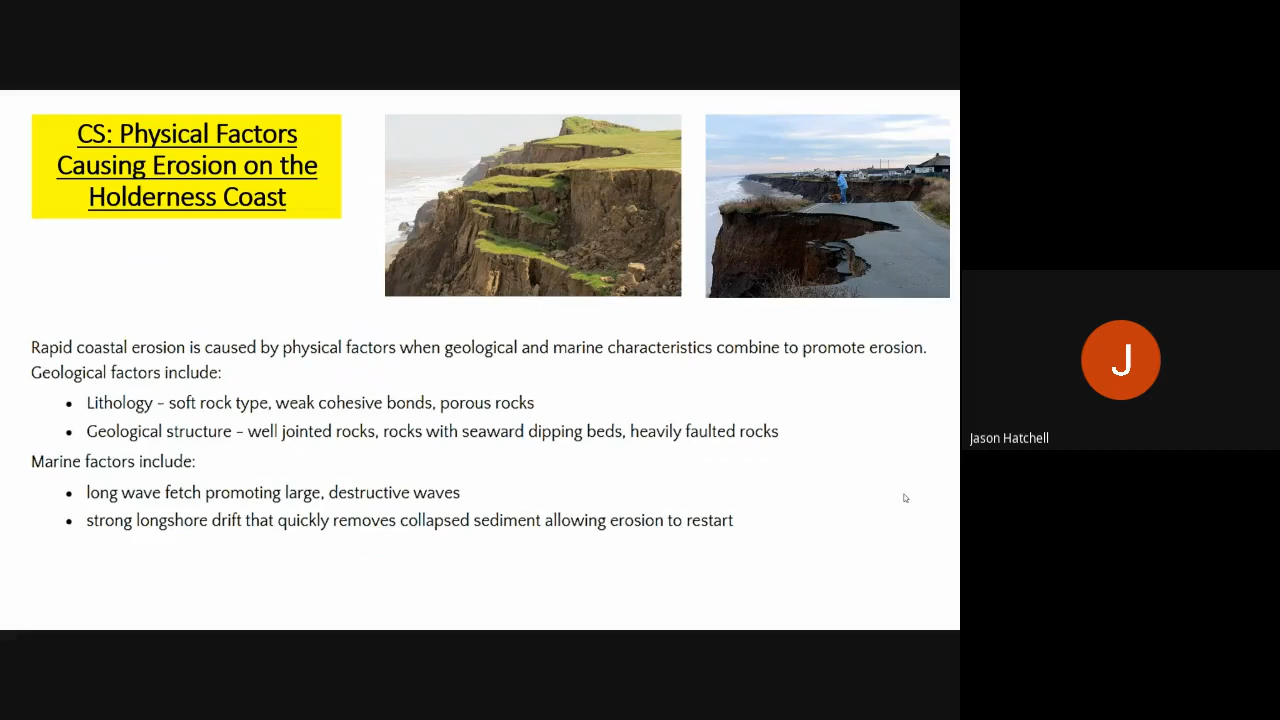 CS: Physical Factors
Causing Erosion on the
Holderness Coast
Rapid coastal erosion is caused by physical factors when geological and marine characteristics combine to promote erosion.
Geological factors include:
• Lithology – soft rock type, weak cohesive bonds, porous rocks
• Geological structure – well jointed rocks, rocks with seaward dipping beds, heavily faulted rocks
Marine factors include:
• long wave fetch promoting large, destructive waves
• strong longshore drift that quickly removes collapsed sediment allowing erosion to restart
J
Jason Hatchell